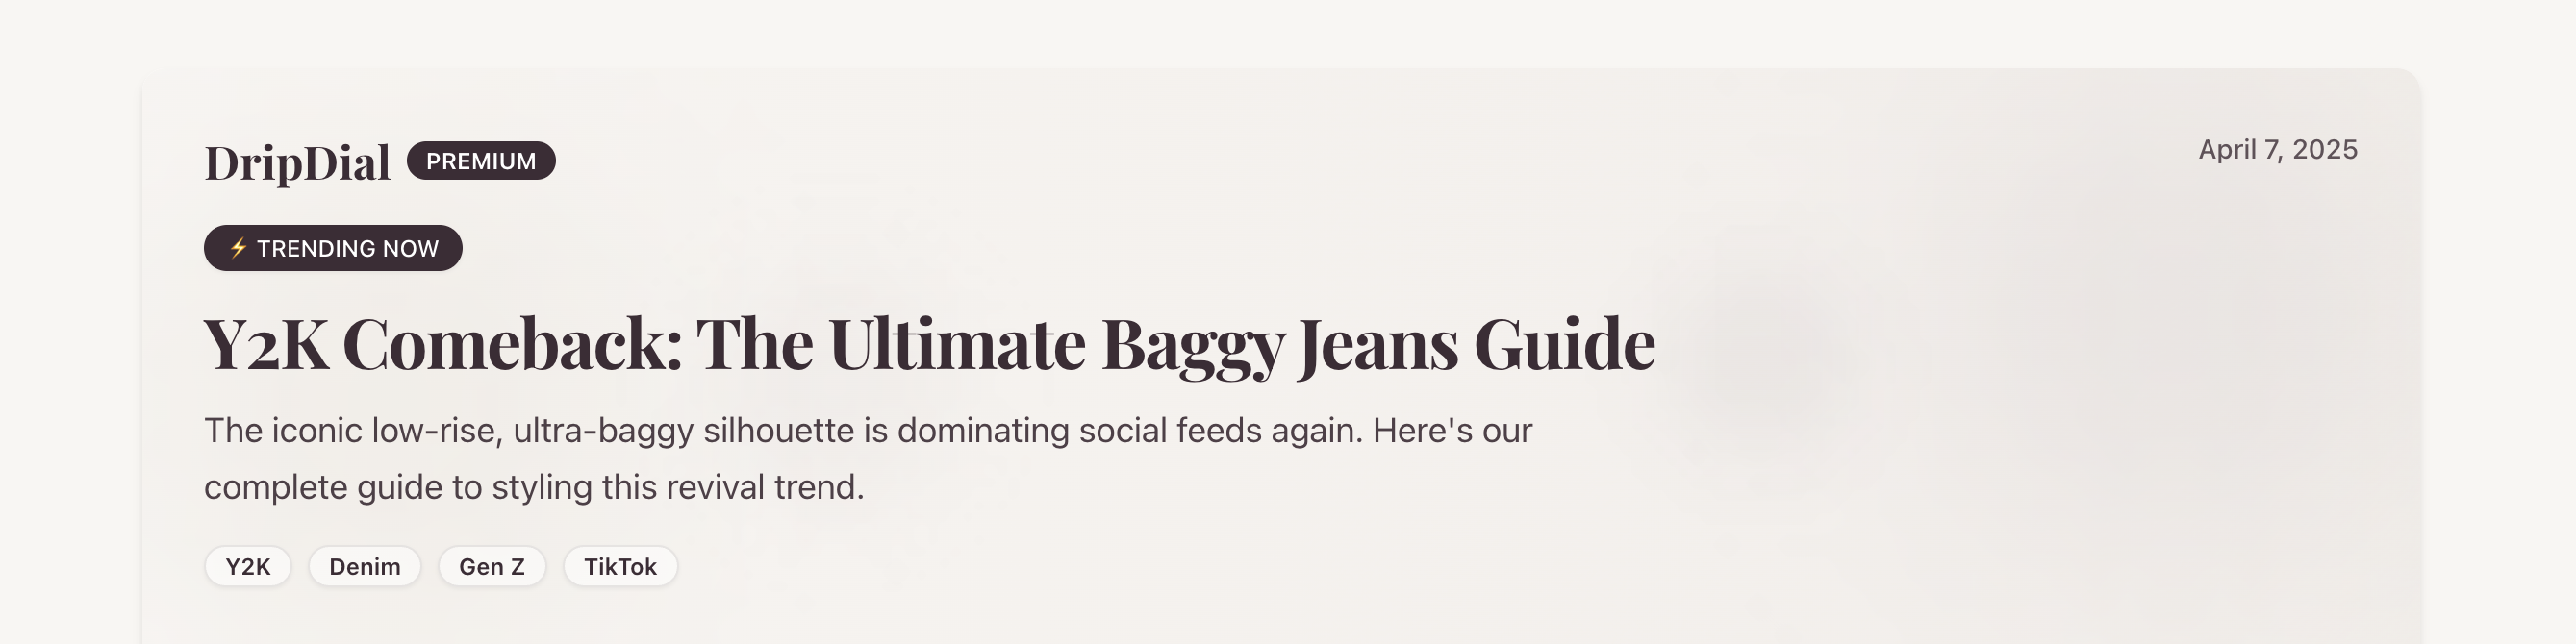 DripDial PREMIUM
April 7, 2025
⚡ TRENDING NOW
Y2K Comeback: The Ultimate Baggy Jeans Guide
The iconic low-rise, ultra-baggy silhouette is dominating social feeds again. Here's our
complete guide to styling this revival trend.
Y2K Denim Gen Z TikTok